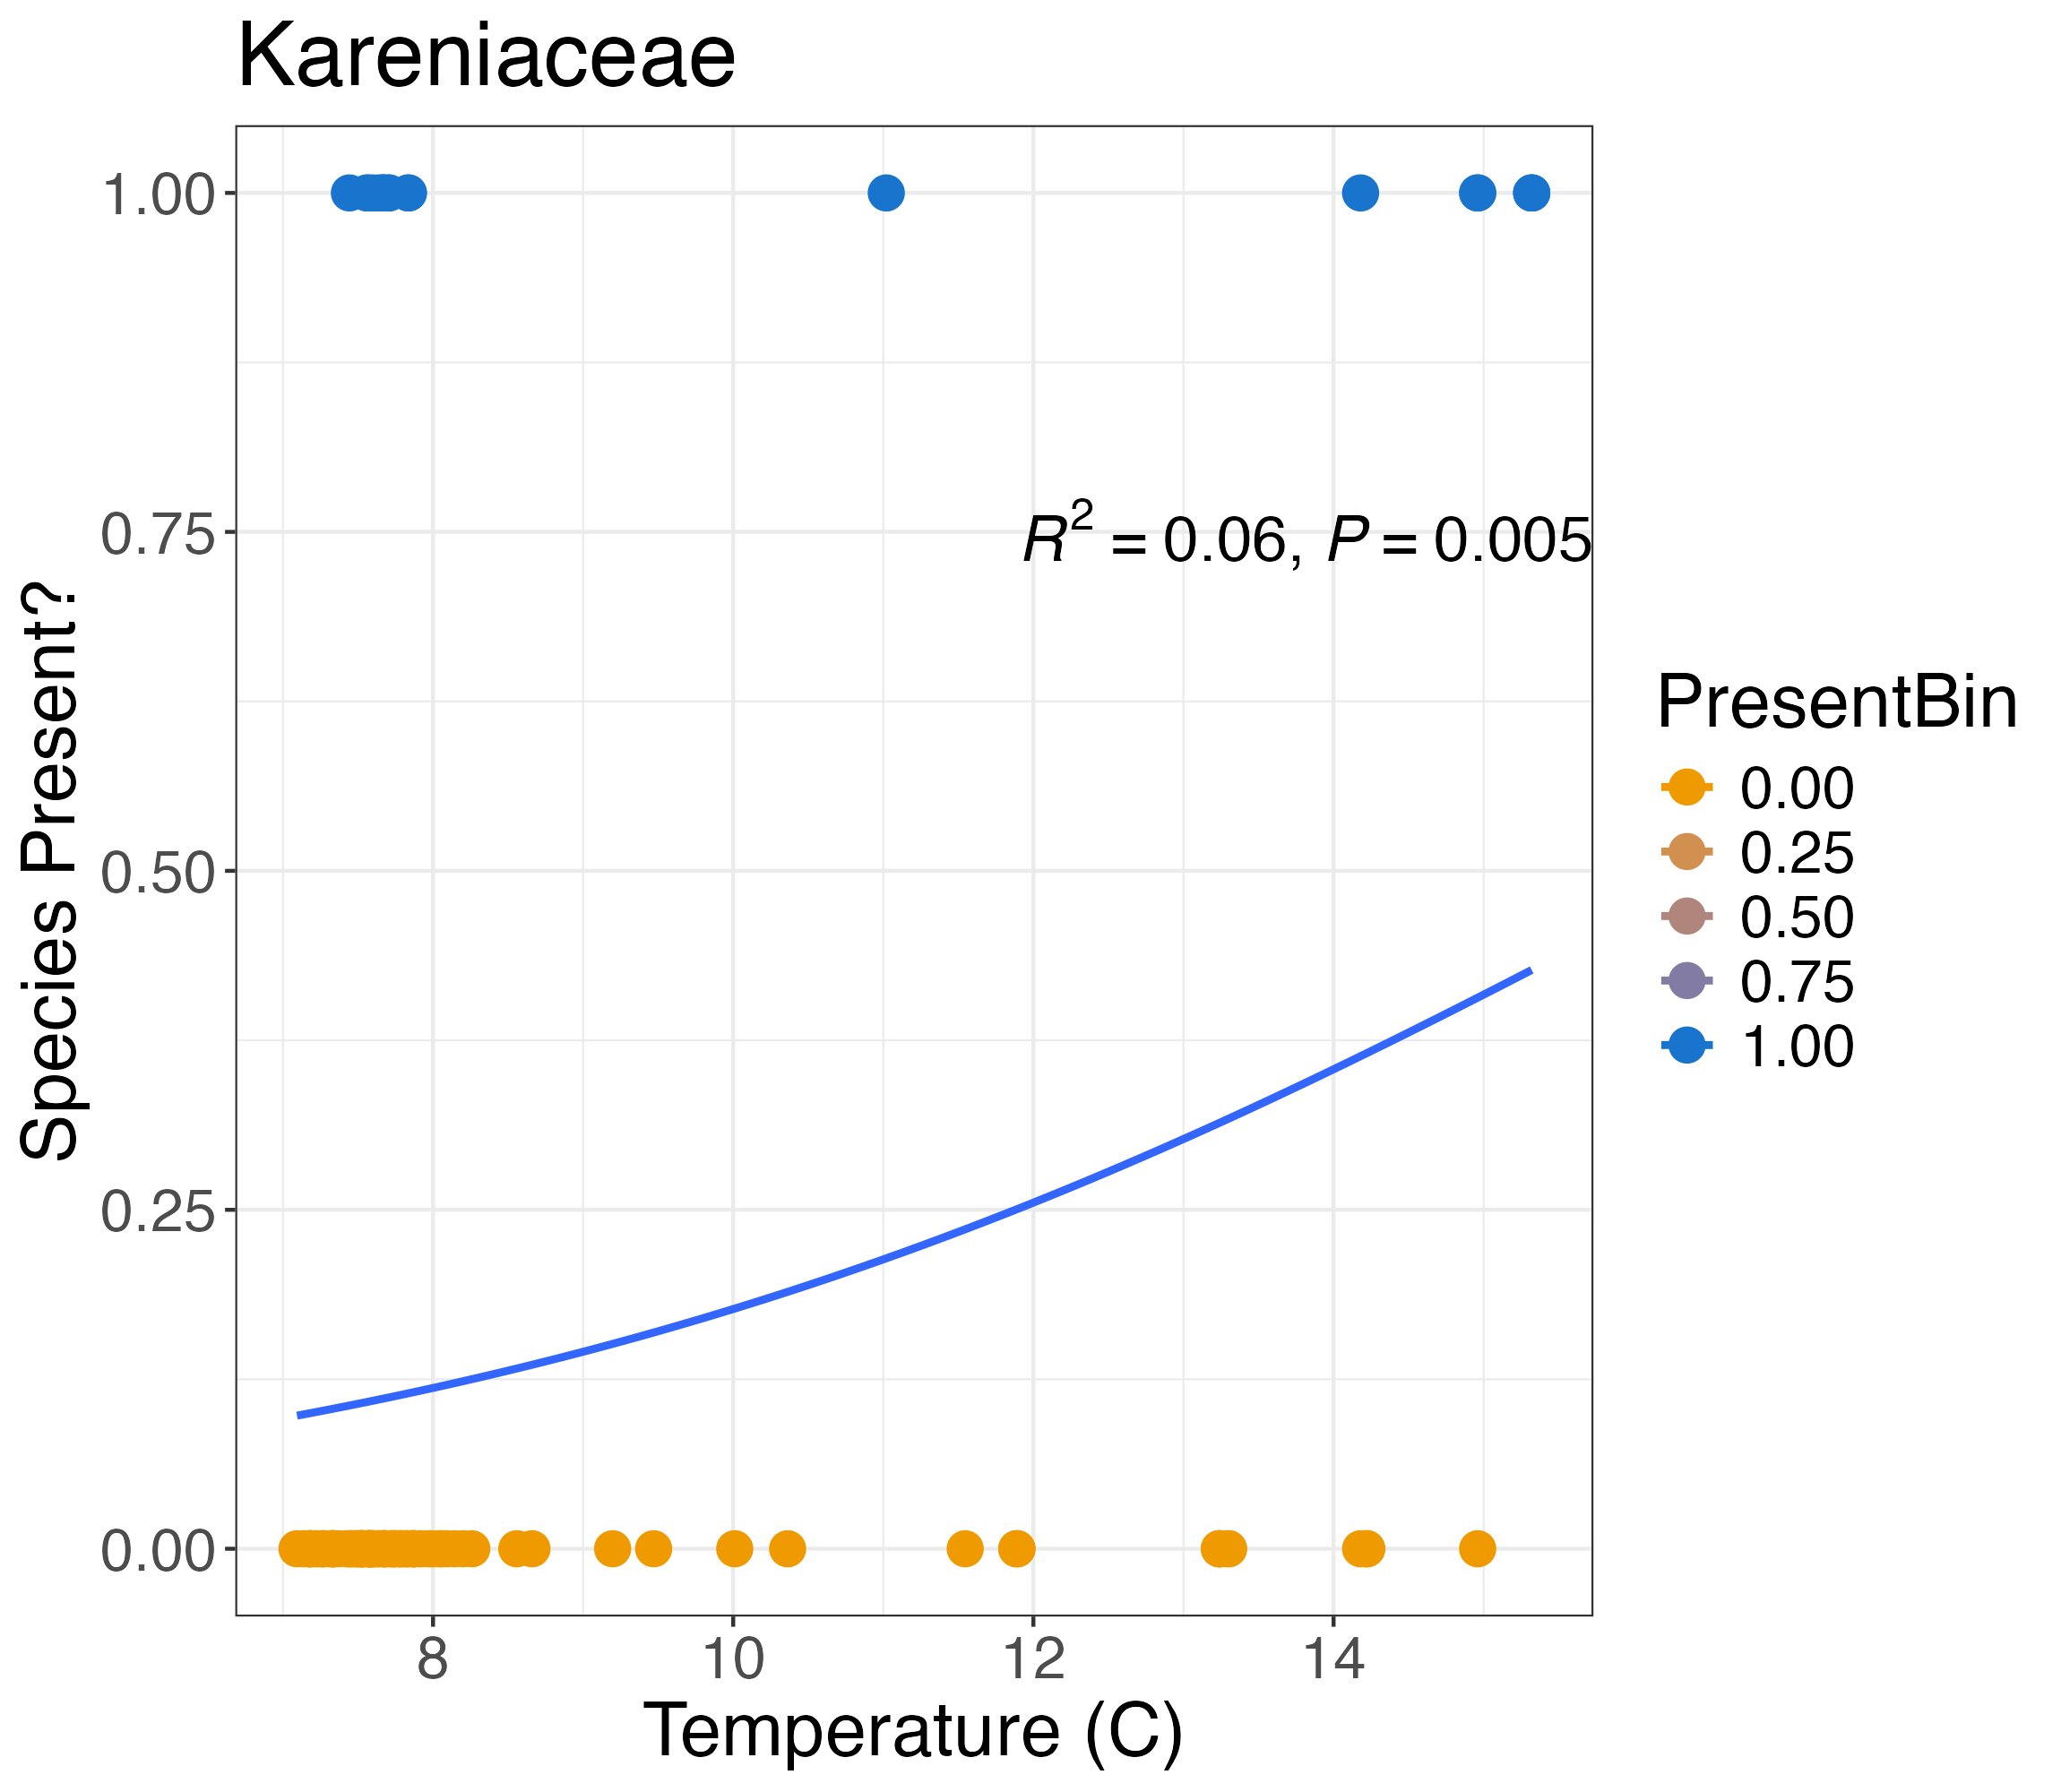 Kareniaceae
1.00
0.75
0.50
0.25
0.00
Species Present?
R² = 0.06, P = 0.005
8 10 12 14
Temperature (C)
PresentBin
0.00
0.25
0.50
0.75
1.00